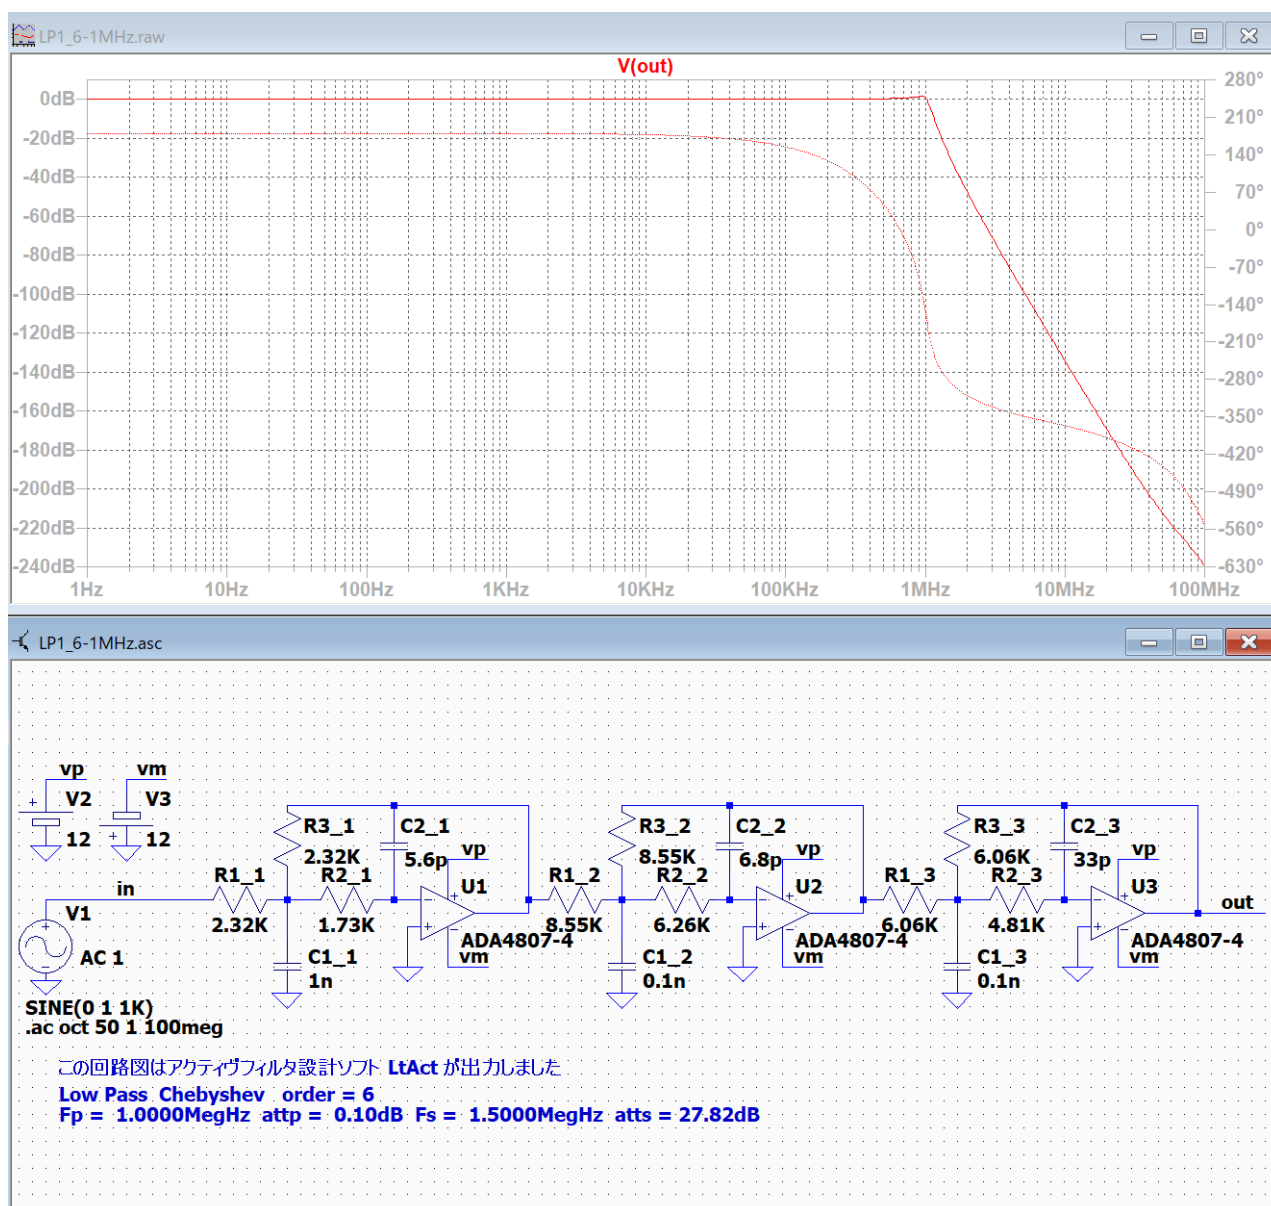 LP1_6-1MHz.raw
V(out)
0dB
-20dB
-40dB
-60dB
-80dB
-100dB
-120dB
-140dB
-160dB
-180dB
-200dB
-220dB
-240dB
280°
210°
140°
70°
0°
-70°
-140°
-210°
-280°
-350°
-420°
-490°
-560°
-630°
1Hz 10Hz 100Hz 1KHz 10KHz 100KHz 1MHz 10MHz 100MHz
LP1_6-1MHz.asc
vp vm
V2 V3
12 12
in
V1
AC 1
SINE(0 1 1K)
.ac oct 50 1 100meg
R3_1
2.32K
C2_1
5.6p
R1_1
2.32K
R2_1
1.73K
C1_1
1n
vp
U1
ADA4807-4
vm
R3_2
8.55K
C2_2
6.8p
R1_2
8.55K
R2_2
6.26K
C1_2
0.1n
vp
U2
ADA4807-4
vm
R3_3
6.06K
C2_3
33p
R1_3
6.06K
R2_3
4.81K
C1_3
0.1n
vp
U3
ADA4807-4
vm
out
この回路図はアクティヴフィルタ設計ソフト LtAct が出力しました
Low Pass Chebyshev order = 6
Fp = 1.0000MegHz attp = 0.10dB Fs = 1.5000MegHz atts = 27.82dB